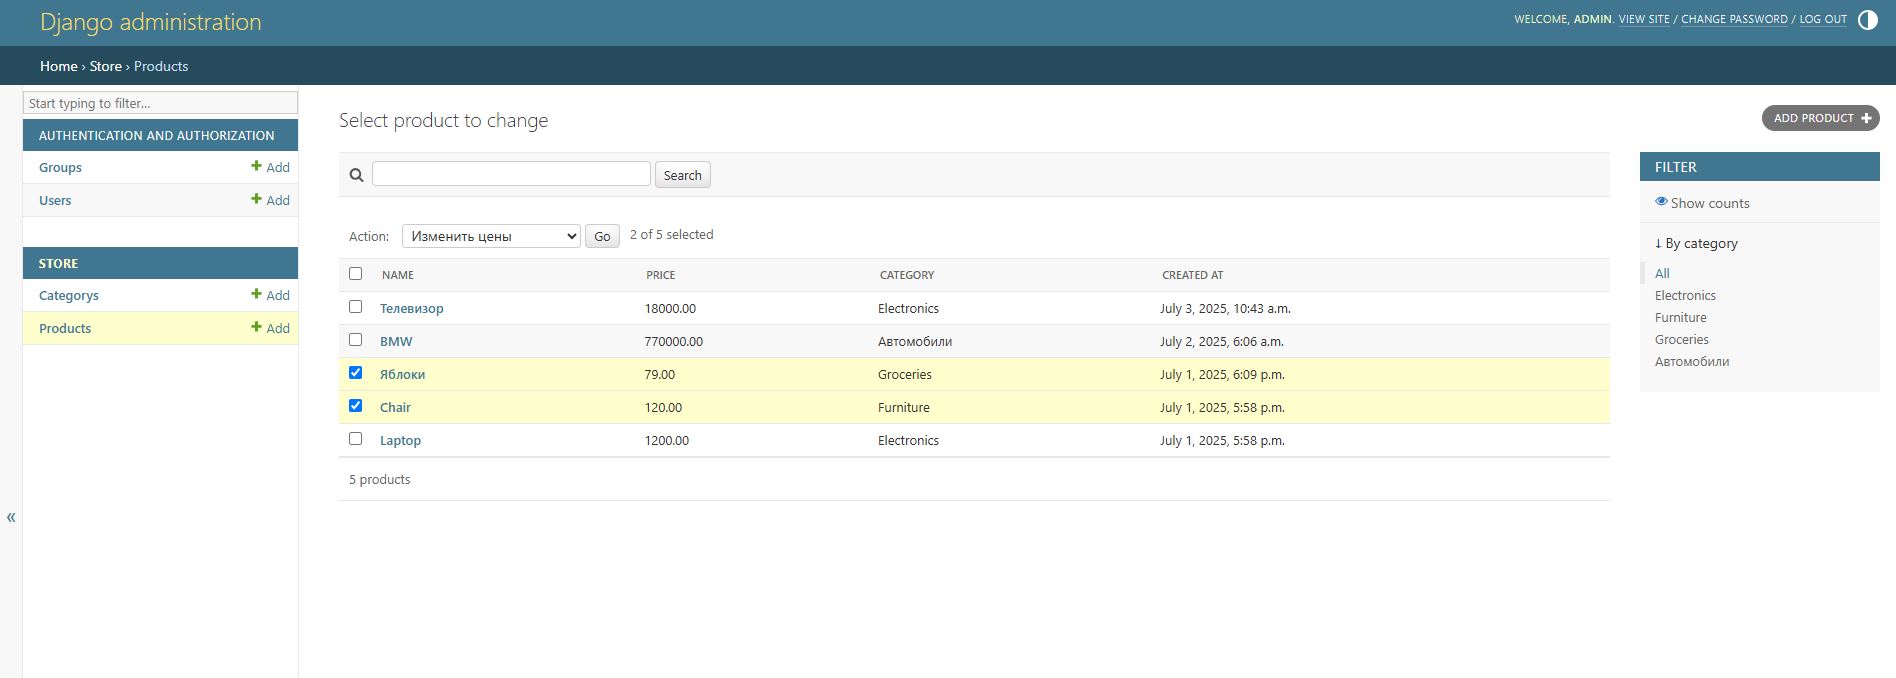 Django administration
WELCOME, ADMIN. VIEW SITE / CHANGE PASSWORD / LOG OUT
Home › Store › Products
Start typing to filter...
AUTHENTICATION AND AUTHORIZATION
Groups + Add
Users + Add
STORE
Categorys + Add
Products + Add
«
Select product to change
ADD PRODUCT +
Search
Action: Изменить цены Go 2 of 5 selected
NAME PRICE CATEGORY CREATED AT
Телевизор 18000.00 Electronics July 3, 2025, 10:43 a.m.
BMW 770000.00 Автомобили July 2, 2025, 6:06 a.m.
Яблоки 79.00 Groceries July 1, 2025, 6:09 p.m.
Chair 120.00 Furniture July 1, 2025, 5:58 p.m.
Laptop 1200.00 Electronics July 1, 2025, 5:58 p.m.
5 products
FILTER
Show counts
↓ By category
All
Electronics
Furniture
Groceries
Автомобили